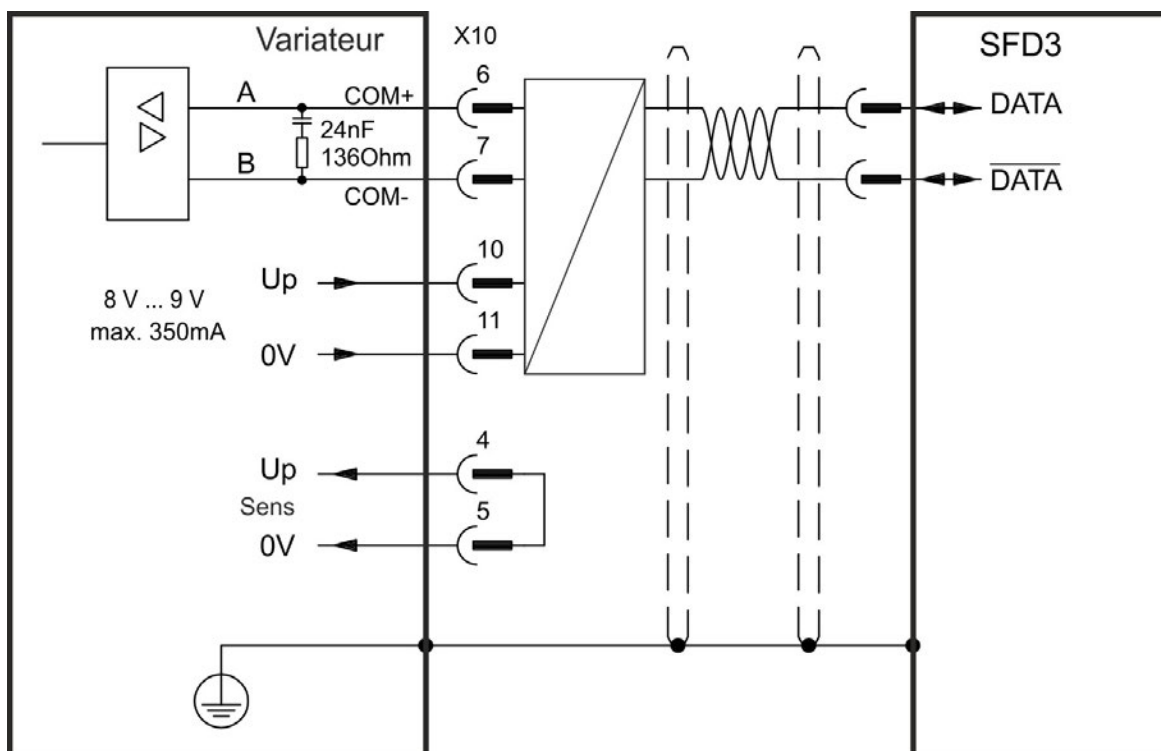 Variateur
X10
SFD3
6
A
COM+
DATA
24nF
136Ohm
7
B
COM-
DATA
10
Up
8 V ... 9 V
max. 350mA
11
0V
4
Up
Sens
5
0V